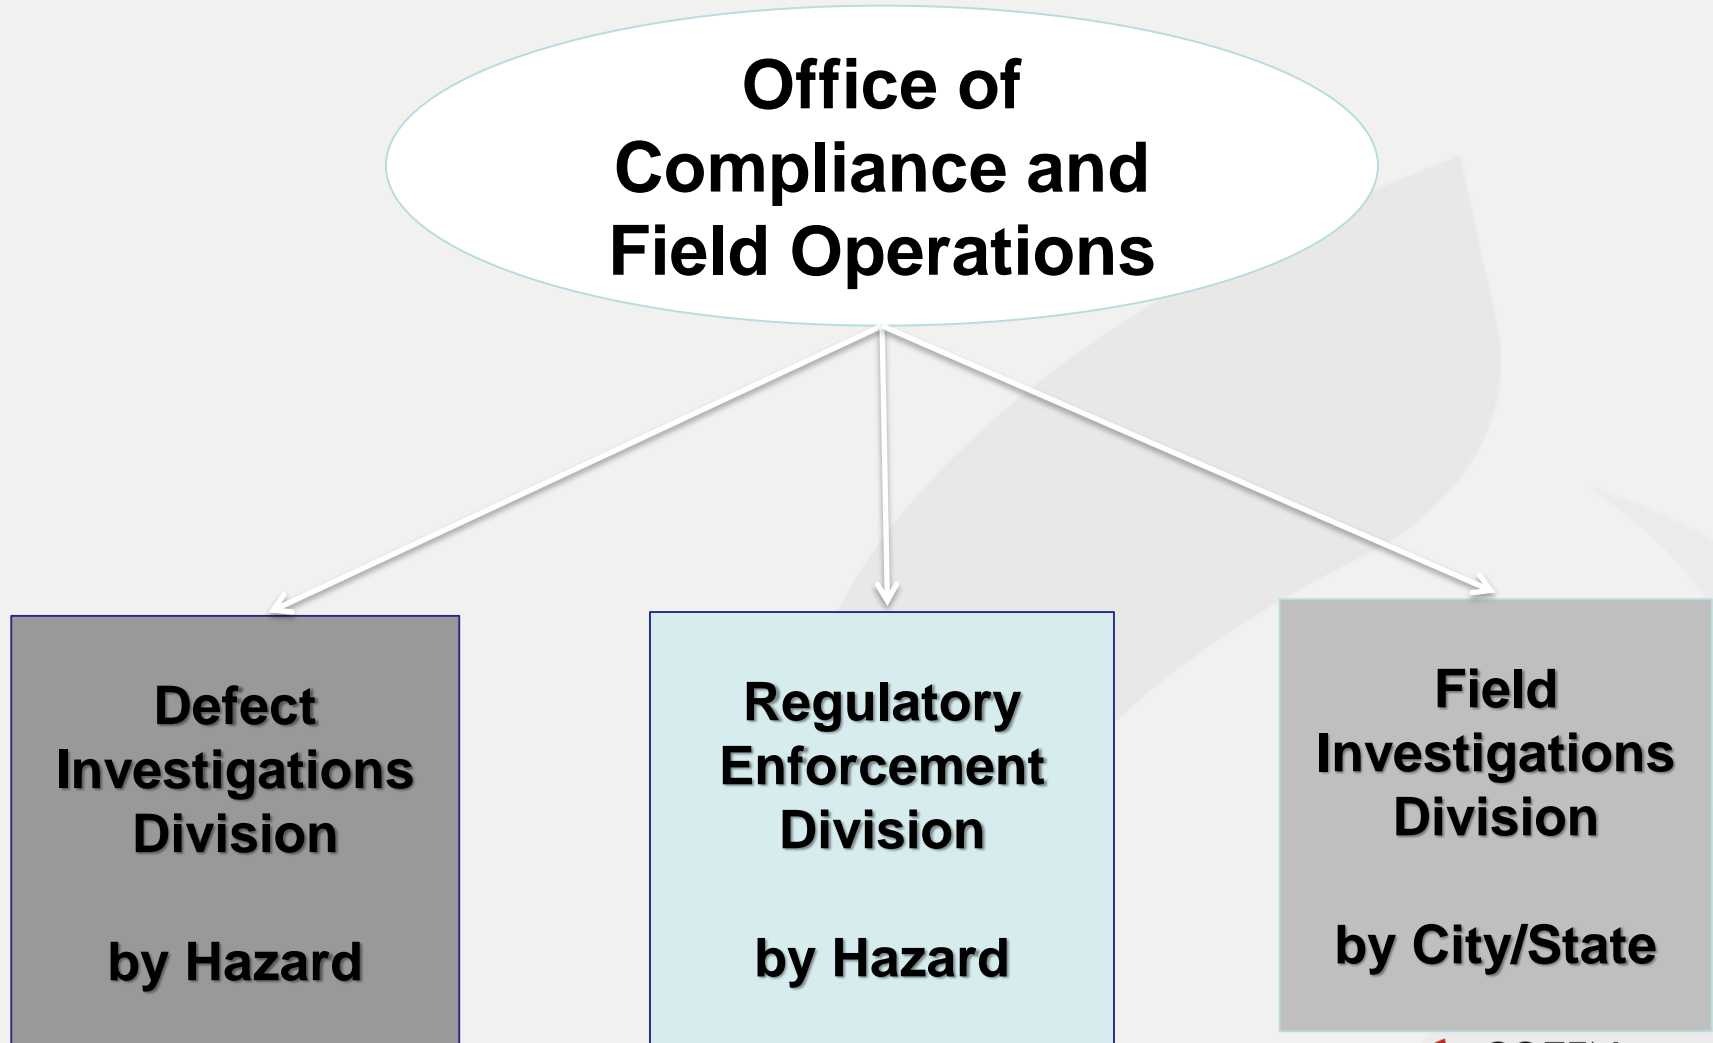 Office of
Compliance and
Field Operations
Defect
Investigations
Division
by Hazard
Regulatory
Enforcement
Division
by Hazard
Field
Investigations
Division
by City/State